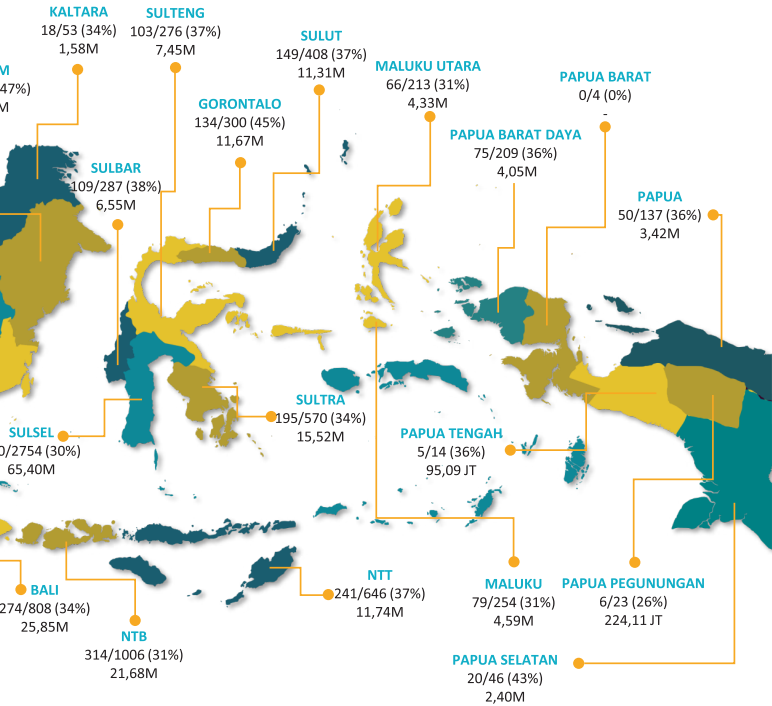 KALTARA
18/53 (34%)
1,58M
SULTENG
103/276 (37%)
7,45M
SULUT
149/408 (37%)
11,31M
M
47%)
M
GORONTALO
134/300 (45%)
11,67M
MALUKU UTARA
66/213 (31%)
4,33M
PAPUA BARAT
0/4 (0%)
-
PAPUA BARAT DAYA
75/209 (36%)
4,05M
SULBAR
109/287 (38%)
6,55M
PAPUA
50/137 (36%)
3,42M
SULTRA
195/570 (34%)
15,52M
SULSEL
0/2754 (30%)
65,40M
PAPUA TENGAH
5/14 (36%)
95,09 JT
BALI
274/808 (34%)
25,85M
NTB
314/1006 (31%)
21,68M
NTT
241/646 (37%)
11,74M
MALUKU
79/254 (31%)
4,59M
PAPUA PEGUNUNGAN
6/23 (26%)
224,11 JT
PAPUA SELATAN
20/46 (43%)
2,40M